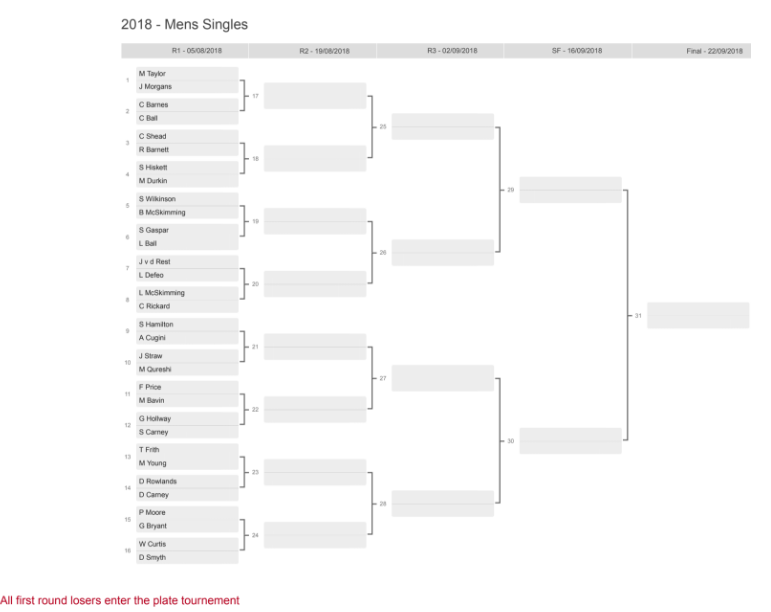 2018 - Mens Singles
R1 - 05/08/2018 R2 - 19/08/2018 R3 - 02/09/2018 SF - 16/09/2018 Final - 22/09/2018
1 M Taylor
J Morgans
17
2 C Barnes
C Ball
25
3 C Shead
R Barnett
18
4 S Hiskett
M Durkin
29
5 S Wilkinson
B McSkimming
19
6 S Gaspar
L Ball
26
7 J v d Rest
L Defeo
20
8 L McSkimming
C Rickard
31
9 S Hamilton
A Cugini
21
10 J Straw
M Qureshi
27
11 F Price
M Bavin
22
12 G Hollway
S Carney
30
13 T Frith
M Young
23
14 D Rowlands
D Carney
28
15 P Moore
G Bryant
24
16 W Curtis
D Smyth
All first round losers enter the plate tournement